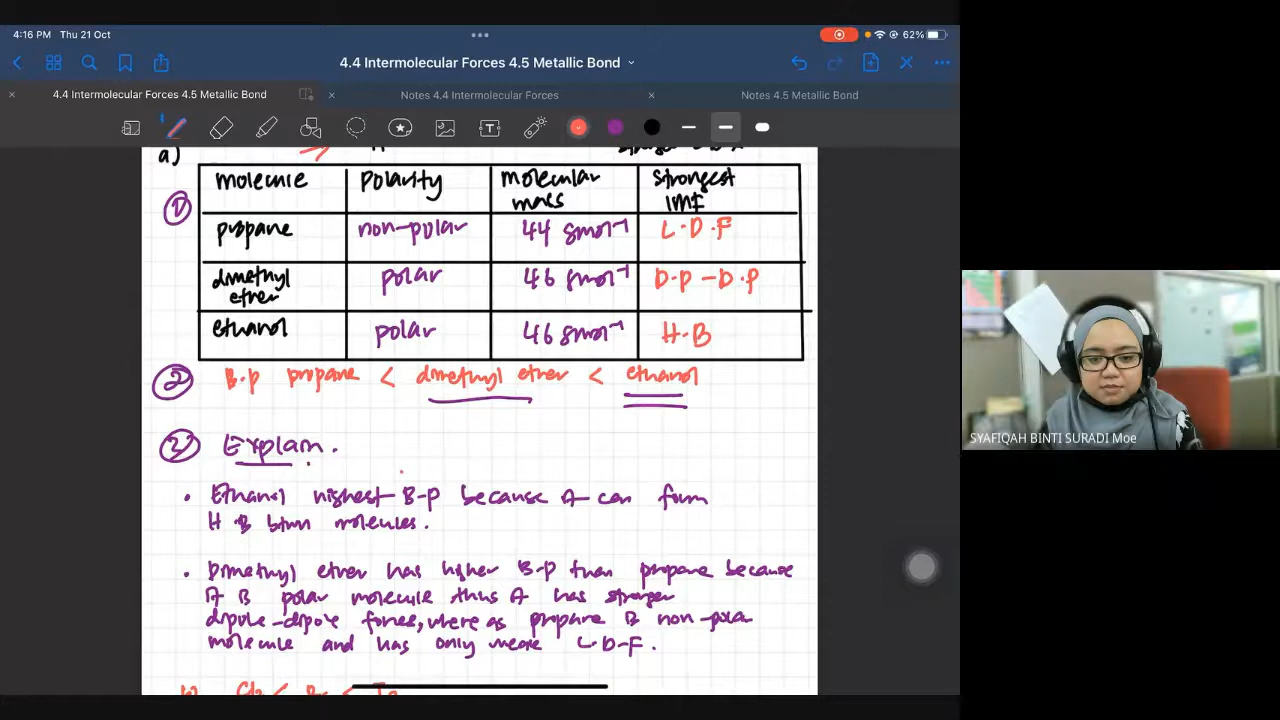 4:16 PM Thu 21 Oct
62%
4.4 Intermolecular Forces 4.5 Metallic Bond
4.4 Intermolecular Forces 4.5 Metallic Bond
Notes 4.4 Intermolecular Forces
Notes 4.5 Metallic Bond
a)
① molecule Polarity molecular mass Strongest IMF
propane non-polar 44 gmol⁻¹ L.D.F
dimethyl ether polar 46 gmol⁻¹ D.p-D.p
ethanol polar 46 gmol⁻¹ H.B
② B.p propane < dimethyl ether < ethanol
② Explain.
• Ethanol highest B.p because it can form
H B btwn molecules.
• Dimethyl ether has higher B.p than propane because
it is polar molecule thus it has stronger
dipole-dipole forces, where as propane is non-polar
molecule and has only weak L-D-F.
SYAFIQAH BINTI SURADI Moe